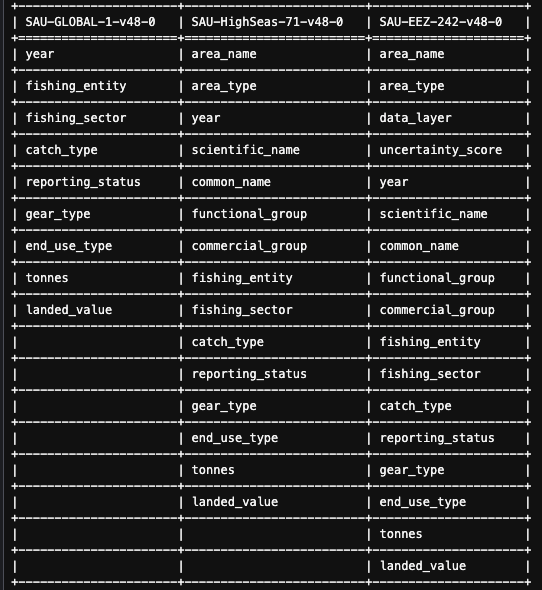 +----------------------+-------------------------+----------------------+
| SAU-GLOBAL-1-v48-0 | SAU-HighSeas-71-v48-0 | SAU-EEZ-242-v48-0 |
+======================+=========================+======================+
| year | area_name | area_name |
+----------------------+-------------------------+----------------------+
| fishing_entity | area_type | area_type |
+----------------------+-------------------------+----------------------+
| fishing_sector | year | data_layer |
+----------------------+-------------------------+----------------------+
| catch_type | scientific_name | uncertainty_score |
+----------------------+-------------------------+----------------------+
| reporting_status | common_name | year |
+----------------------+-------------------------+----------------------+
| gear_type | functional_group | scientific_name |
+----------------------+-------------------------+----------------------+
| end_use_type | commercial_group | common_name |
+----------------------+-------------------------+----------------------+
| tonnes | fishing_entity | functional_group |
+----------------------+-------------------------+----------------------+
| landed_value | fishing_sector | commercial_group |
+----------------------+-------------------------+----------------------+
| | catch_type | fishing_entity |
+----------------------+-------------------------+----------------------+
| | reporting_status | fishing_sector |
+----------------------+-------------------------+----------------------+
| | gear_type | catch_type |
+----------------------+-------------------------+----------------------+
| | end_use_type | reporting_status |
+----------------------+-------------------------+----------------------+
| | tonnes | gear_type |
+----------------------+-------------------------+----------------------+
| | landed_value | end_use_type |
+----------------------+-------------------------+----------------------+
| | | tonnes |
+----------------------+-------------------------+----------------------+
| | | landed_value |
+----------------------+-------------------------+----------------------+